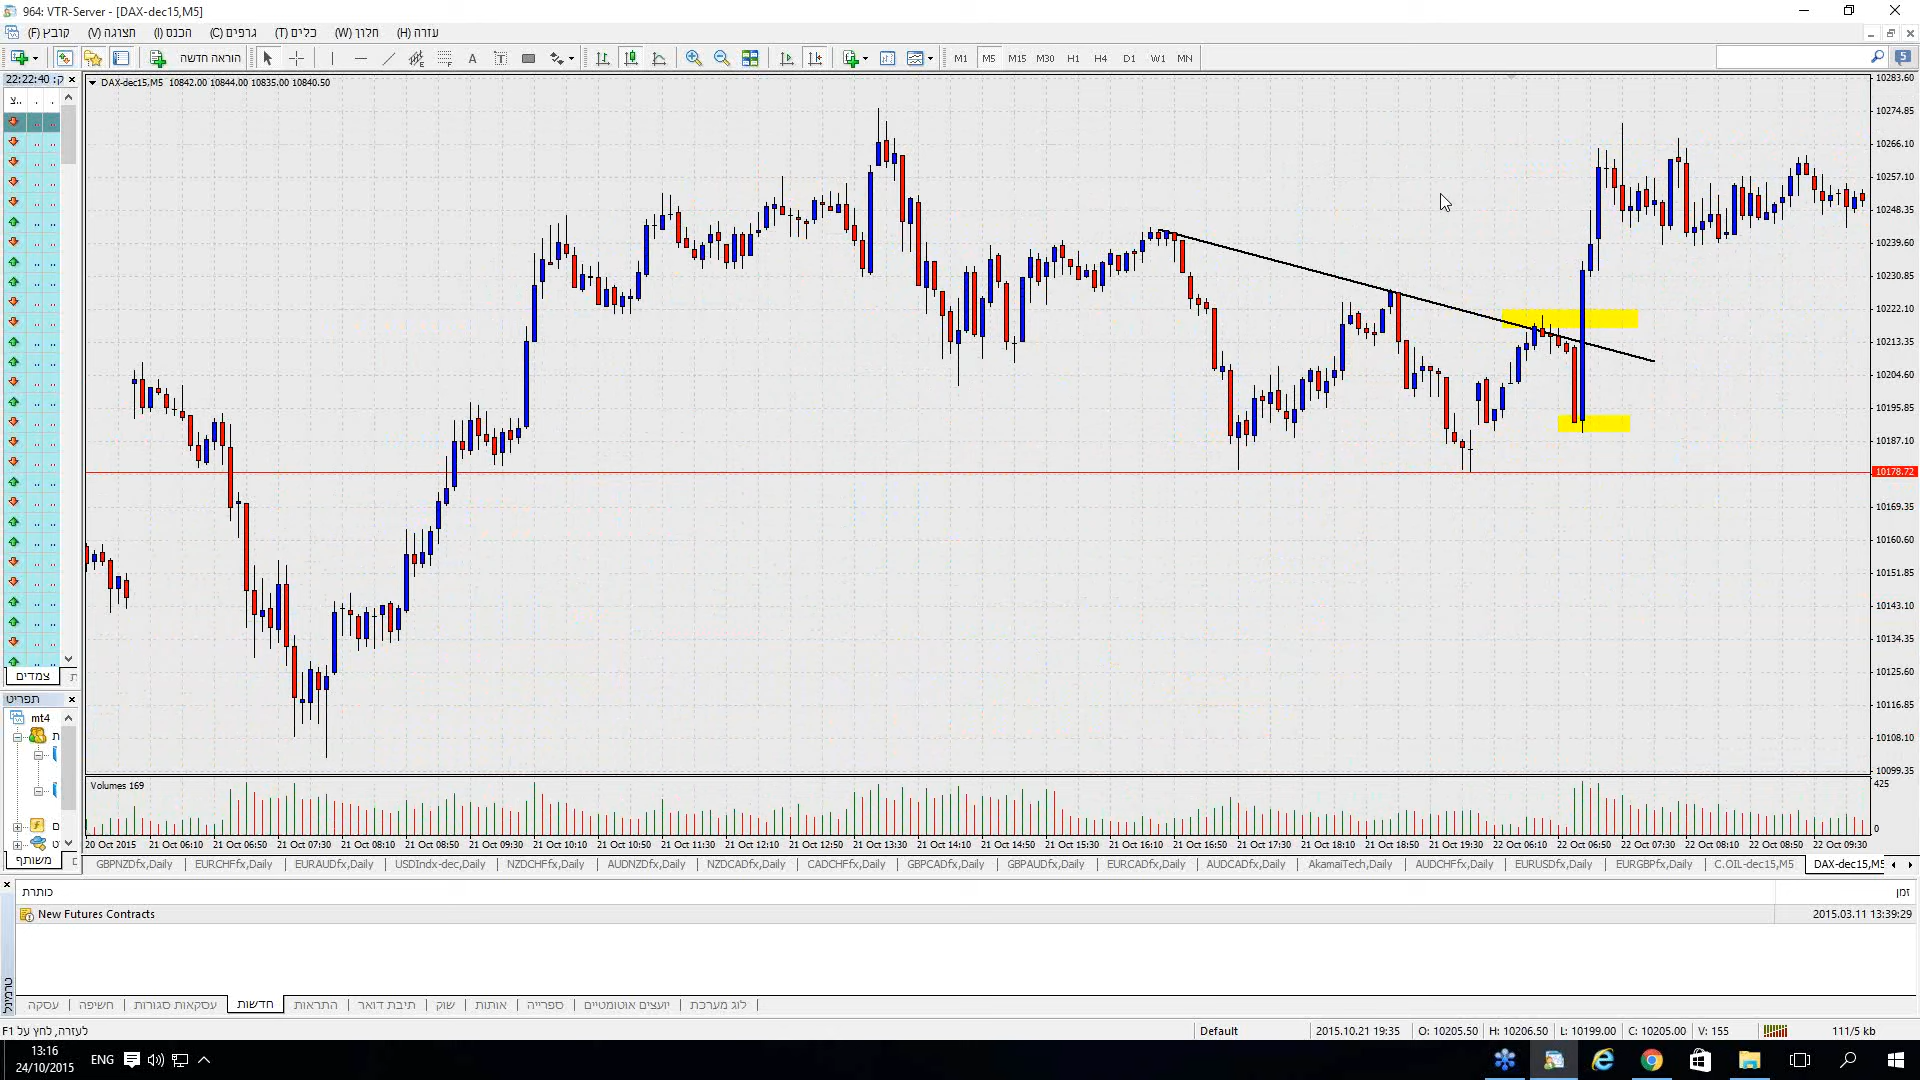 964: VTR-Server - [DAX-dec15,M5]
קובץ (F) תצוגה (V) הכנס (I) גרפים (C) כלים (T) חלון (W) עזרה (H)
הוראה חדשה A T M1 M5 M15 M30 H1 H4 D1 W1 MN 5
ק: 22:22:40
DAX-dec15,M5 10842.00 10844.00 10835.00 10840.50
10283.60
10274.85
10266.10
10257.10
10248.35
10239.60
10230.85
10222.10
10213.35
10204.60
10195.85
10187.10
10178.72
10169.35
10160.60
10151.85
10143.10
10134.35
10125.60
10116.85
10108.10
10099.35
צמדים
תפריט
mt4
משותף
Volumes 169
425
0
20 Oct 2015 21 Oct 06:10 21 Oct 06:50 21 Oct 07:30 21 Oct 08:10 21 Oct 08:50 21 Oct 09:30 21 Oct 10:10 21 Oct 10:50 21 Oct 11:30 21 Oct 12:10 21 Oct 12:50 21 Oct 13:30 21 Oct 14:10 21 Oct 14:50 21 Oct 15:30 21 Oct 16:10 21 Oct 16:50 21 Oct 17:30 21 Oct 18:10 21 Oct 18:50 21 Oct 19:30 22 Oct 06:10 22 Oct 06:50 22 Oct 07:30 22 Oct 08:10 22 Oct 08:50 22 Oct 09:30
GBPNZDfx,Daily EURCHFfx,Daily EURAUDfx,Daily USDIndx-dec,Daily NZDCHFfx,Daily AUDNZDfx,Daily NZDCADfx,Daily CADCHFfx,Daily GBPCADfx,Daily GBPAUDfx,Daily EURCADfx,Daily AUDCADfx,Daily AkamaiTech,Daily AUDCHFfx,Daily EURUSDfx,Daily EURGBPfx,Daily C.OIL-dec15,M5 DAX-dec15,M5
כותרת זמן
New Futures Contracts 2015.03.11 13:39:29
טרמינל
עסקה | חשיפה | עסקאות סגורות | חדשות | התראות | תיבת דואר | שוק | אותות | ספרייה | יועצים אוטומטיים | לוג מערכת
לעזרה, לחץ על F1 Default 2015.10.21 19:35 O: 10205.50 H: 10206.50 L: 10199.00 C: 10205.00 V: 155 111/5 kb
13:16
24/10/2015
ENG